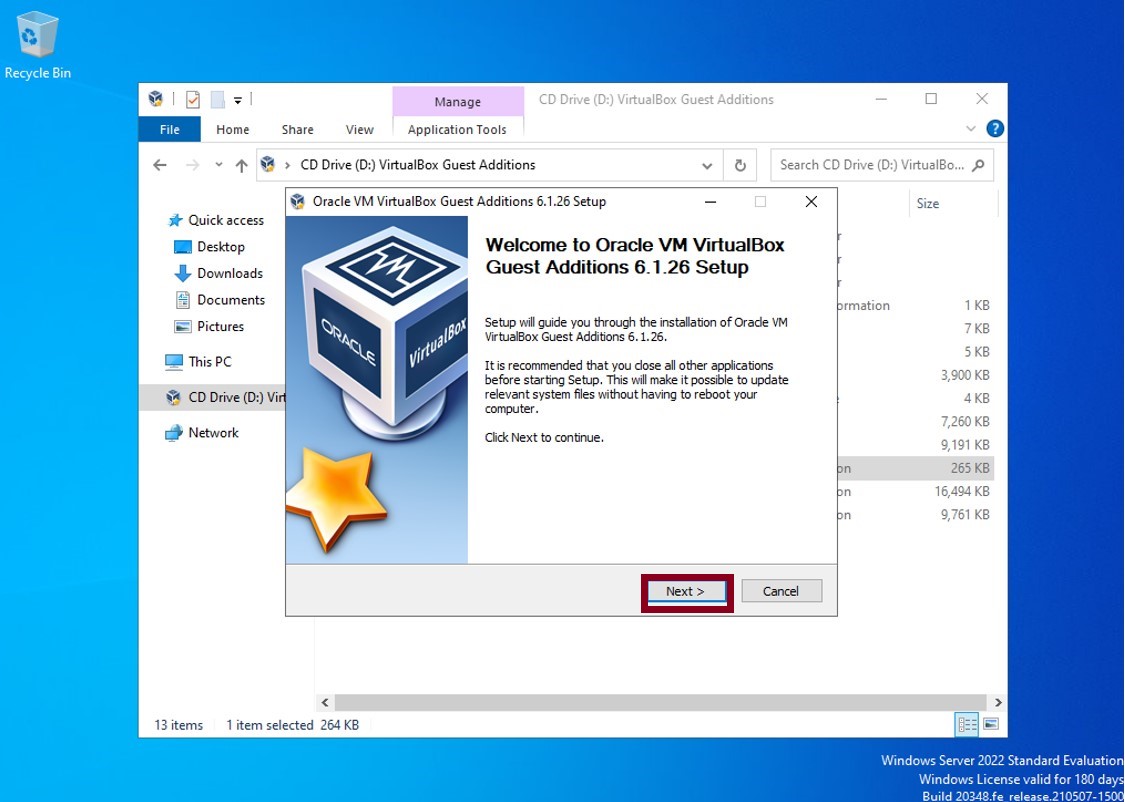 Recycle Bin
Manage
CD Drive (D:) VirtualBox Guest Additions
File
Home
Share
View
Application Tools
CD Drive (D:) VirtualBox Guest Additions
Search CD Drive (D:) VirtualBo...
Quick access
Desktop
Downloads
Documents
Pictures
This PC
CD Drive (D:) Virt
Network
Oracle VM VirtualBox Guest Additions 6.1.26 Setup
ORACLE
VirtualBox
Welcome to Oracle VM VirtualBox
Guest Additions 6.1.26 Setup
Setup will guide you through the installation of Oracle VM
VirtualBox Guest Additions 6.1.26.
It is recommended that you close all other applications
before starting Setup. This will make it possible to update
relevant system files without having to reboot your
computer.
Click Next to continue.
Next >
Cancel
Size
r
r
r
ormation 1 KB
7 KB
5 KB
3,900 KB
4 KB
7,260 KB
9,191 KB
on 265 KB
on 16,494 KB
on 9,761 KB
13 items
1 item selected 264 KB
Windows Server 2022 Standard Evaluation
Windows License valid for 180 days
Build 20348.fe_release.210507-1500